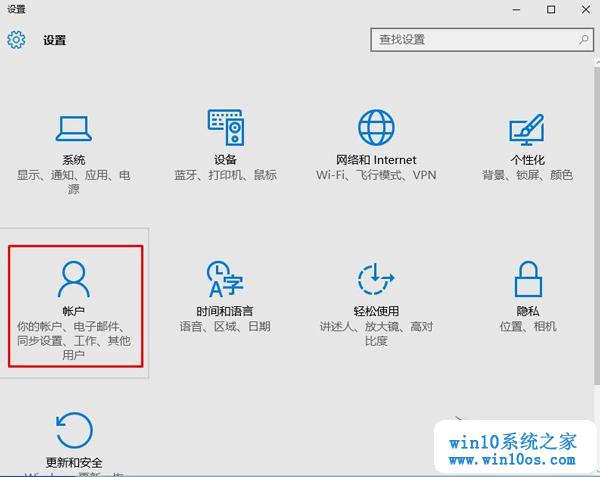 设置
设置
查找设置
系统
显示、通知、应用、电
源
设备
蓝牙、打印机、鼠标
网络和 Internet
Wi-Fi、飞行模式、VPN
个性化
背景、锁屏、颜色
帐户
你的帐户、电子邮件、
同步设置、工作、其他
用户
时间和语言
语音、区域、日期
轻松使用
讲述人、放大镜、高对
比度
隐私
位置、相机
更新和安全
win10系统之家
www.win10os.com